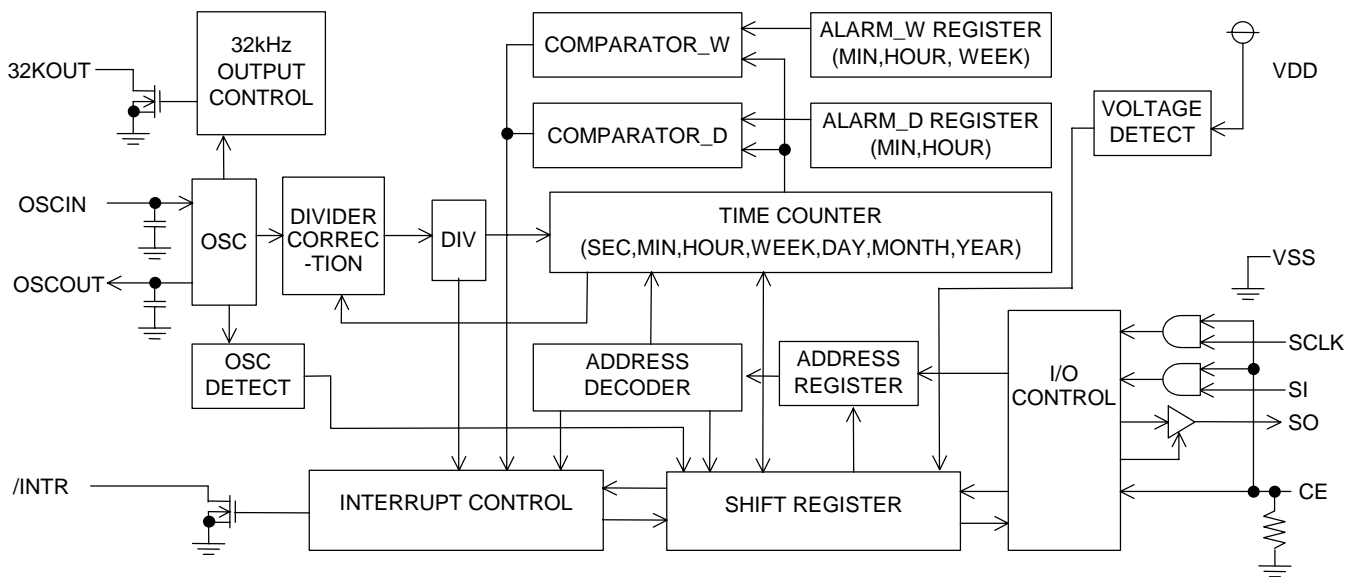 32KOUT
32kHz
OUTPUT
CONTROL
COMPARATOR_W
ALARM_W REGISTER
(MIN,HOUR, WEEK)
VDD
VOLTAGE
DETECT
COMPARATOR_D
ALARM_D REGISTER
(MIN,HOUR)
OSCIN
OSC
DIVIDER
CORREC
-TION
DIV
TIME COUNTER
(SEC,MIN,HOUR,WEEK,DAY,MONTH,YEAR)
OSCOUT
VSS
OSC
DETECT
ADDRESS
DECODER
ADDRESS
REGISTER
I/O
CONTROL
SCLK
SI
SO
/INTR
INTERRUPT CONTROL
SHIFT REGISTER
CE